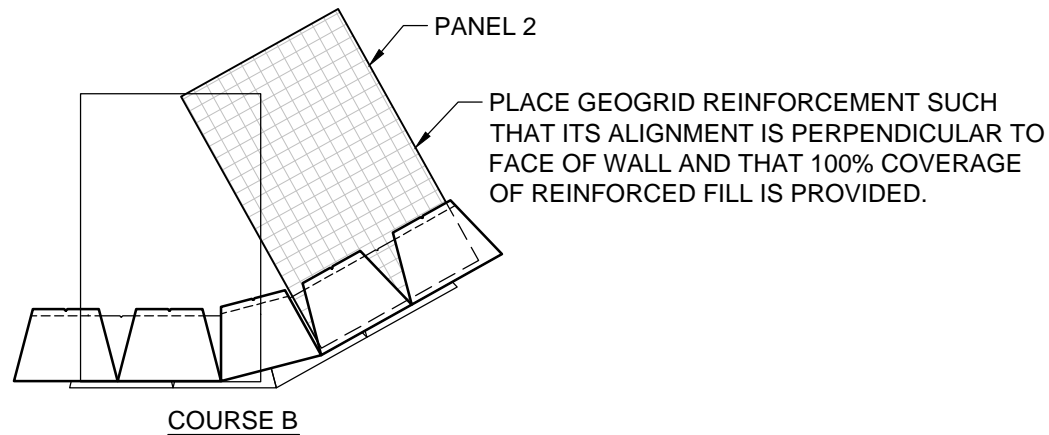 PANEL 2
PLACE GEOGRID REINFORCEMENT SUCH
THAT ITS ALIGNMENT IS PERPENDICULAR TO
FACE OF WALL AND THAT 100% COVERAGE
OF REINFORCED FILL IS PROVIDED.
COURSE B